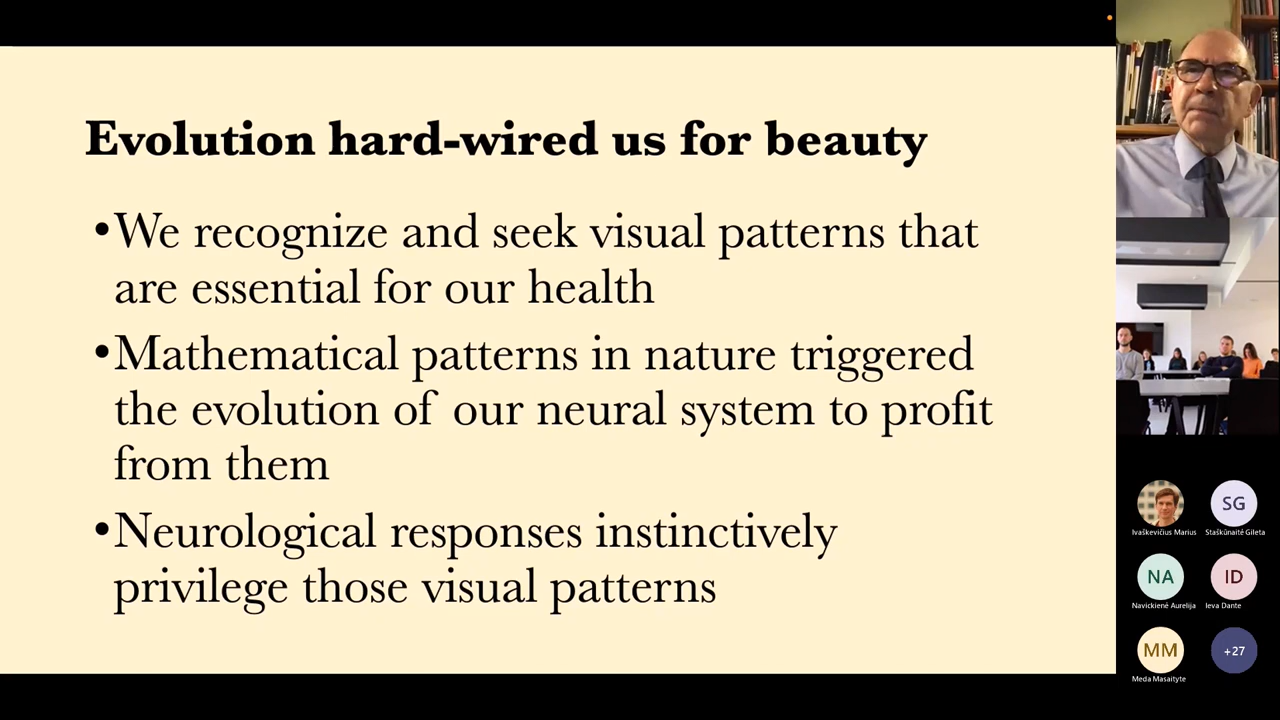 Evolution hard-wired us for beauty
•We recognize and seek visual patterns that
are essential for our health
•Mathematical patterns in nature triggered
the evolution of our neural system to profit
from them
•Neurological responses instinctively
privilege those visual patterns
Ivaškevičius Marius
SG
Staškūnaitė Gileta
NA
Navickienė Aurelija
ID
Ieva Dante
MM
Meda Masaityte
+27